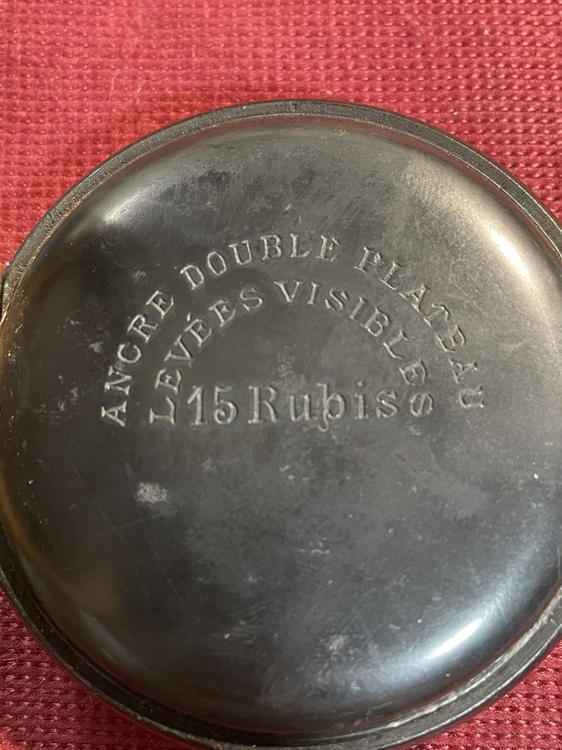 ANCRE DOUBLE PLATEAU
LEVÉES VISIBLES
15 Rubis